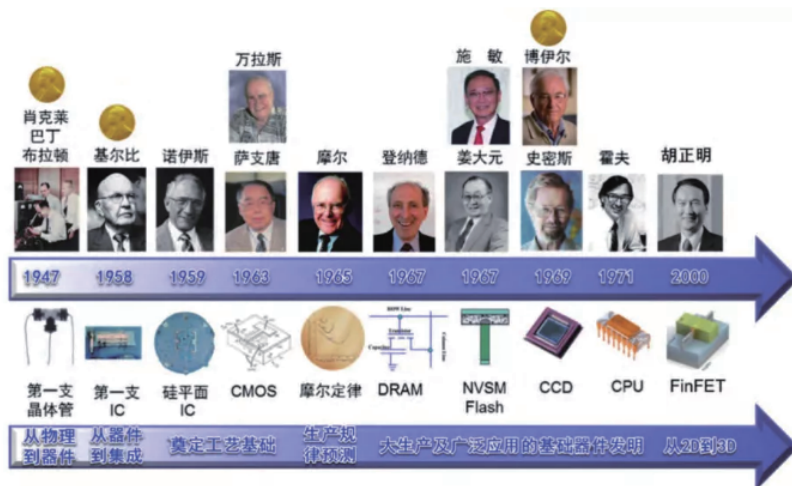 万拉斯
施 敏
博伊尔
肖克莱
巴丁
布拉顿
基尔比
诺伊斯
萨支唐
摩尔
登纳德
姜大元
史密斯
霍夫
胡正明
1947
1958
1959
1963
1965
1967
1967
1969
1971
2000
第一支
晶体管
第一支
IC
硅平面
IC
CMOS
摩尔定律
DRAM
NVSM
Flash
CCD
CPU
FinFET
Transistor
Capacitor
Column Line
从物理
到器件
从器件
到集成
奠定工艺基础
生产规
律预测
大生产及广泛应用的基础器件发明
从2D到3D